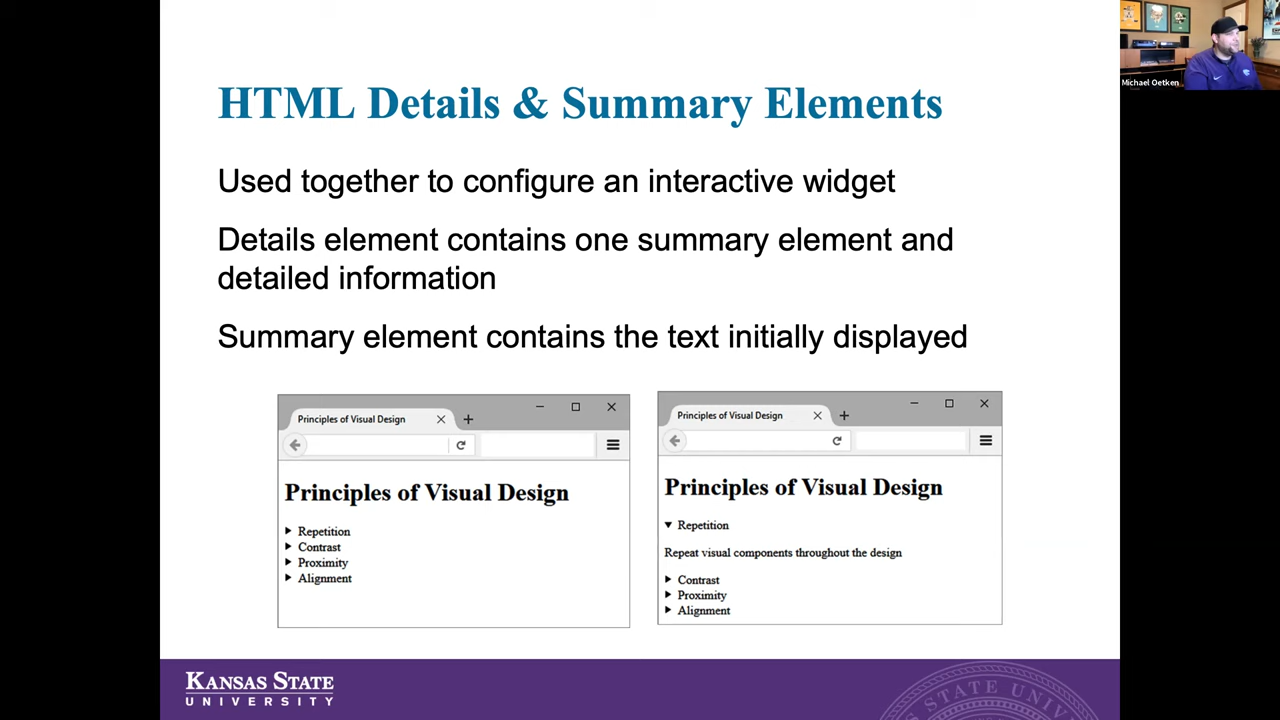 HTML Details & Summary Elements
Used together to configure an interactive widget
Details element contains one summary element and
detailed information
Summary element contains the text initially displayed
Principles of Visual Design
Principles of Visual Design
Repetition
Contrast
Proximity
Alignment
Principles of Visual Design
Principles of Visual Design
Repetition
Repeat visual components throughout the design
Contrast
Proximity
Alignment
KANSAS STATE
UNIVERSITY
STATE UNIV
Michael Oetken